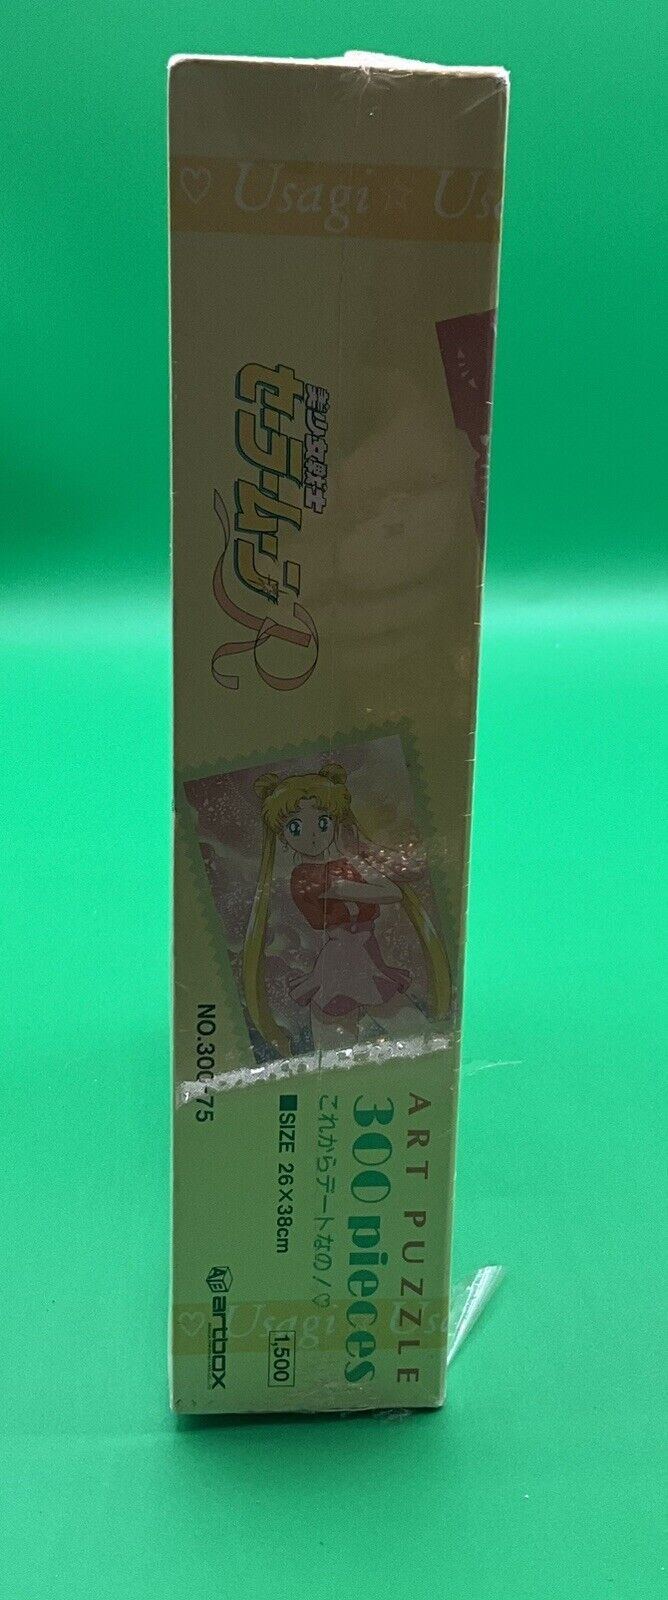 ♡ Usagi ☆ Us
美少女戦士
セーラームーンR
ART PUZZLE
300 pieces
これからデートなの！♡
■SIZE 26×38cm
1,500
NO.300-75
artbox
♡ Usagi ☆ Us